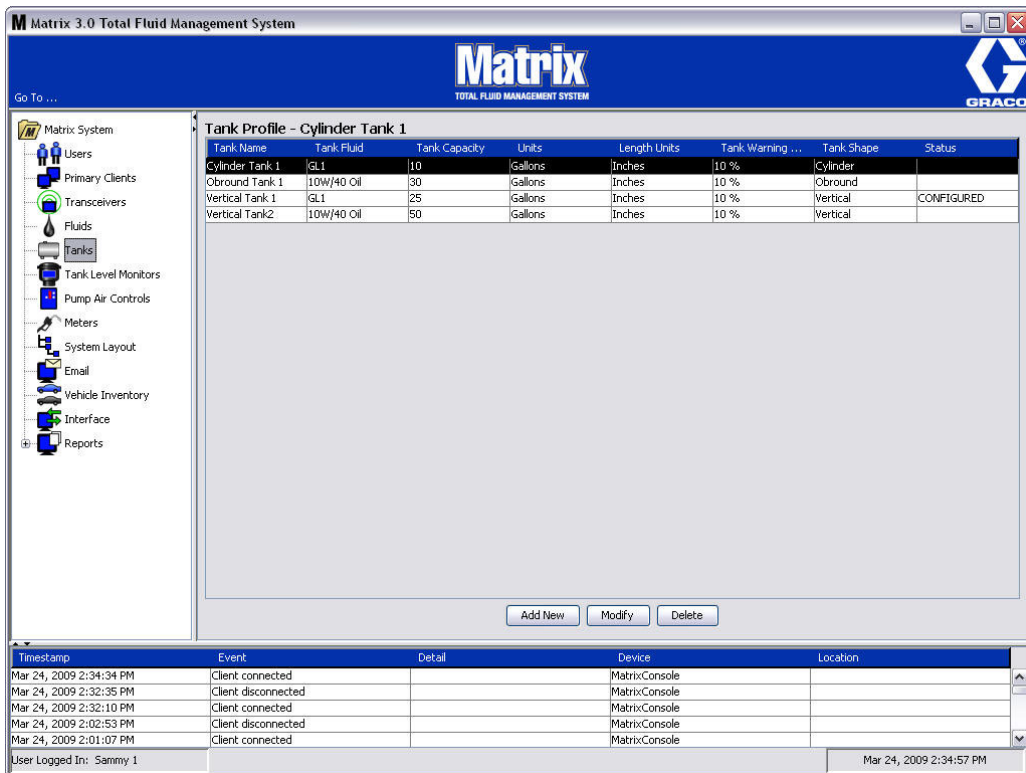 M Matrix 3.0 Total Fluid Management System
Matrix
TOTAL FLUID MANAGEMENT SYSTEM
Go To ...
GRACO
®
Matrix System
Users
Primary Clients
Transceivers
Fluids
Tanks
Tank Level Monitors
Pump Air Controls
Meters
System Layout
Email
Vehicle Inventory
Interface
Reports
Tank Profile - Cylinder Tank 1
Tank Name Tank Fluid Tank Capacity Units Length Units Tank Warning ... Tank Shape Status
Cylinder Tank 1 GL1 10 Gallons Inches 10 % Cylinder
Obround Tank 1 10W/40 Oil 30 Gallons Inches 10 % Obround
Vertical Tank 1 GL1 25 Gallons Inches 10 % Vertical CONFIGURED
Vertical Tank2 10W/40 Oil 50 Gallons Inches 10 % Vertical
Add New Modify Delete
Timestamp Event Detail Device Location
Mar 24, 2009 2:34:34 PM Client connected MatrixConsole
Mar 24, 2009 2:32:35 PM Client disconnected MatrixConsole
Mar 24, 2009 2:32:10 PM Client connected MatrixConsole
Mar 24, 2009 2:02:53 PM Client disconnected MatrixConsole
Mar 24, 2009 2:01:07 PM Client connected MatrixConsole
User Logged In: Sammy 1 Mar 24, 2009 2:34:57 PM